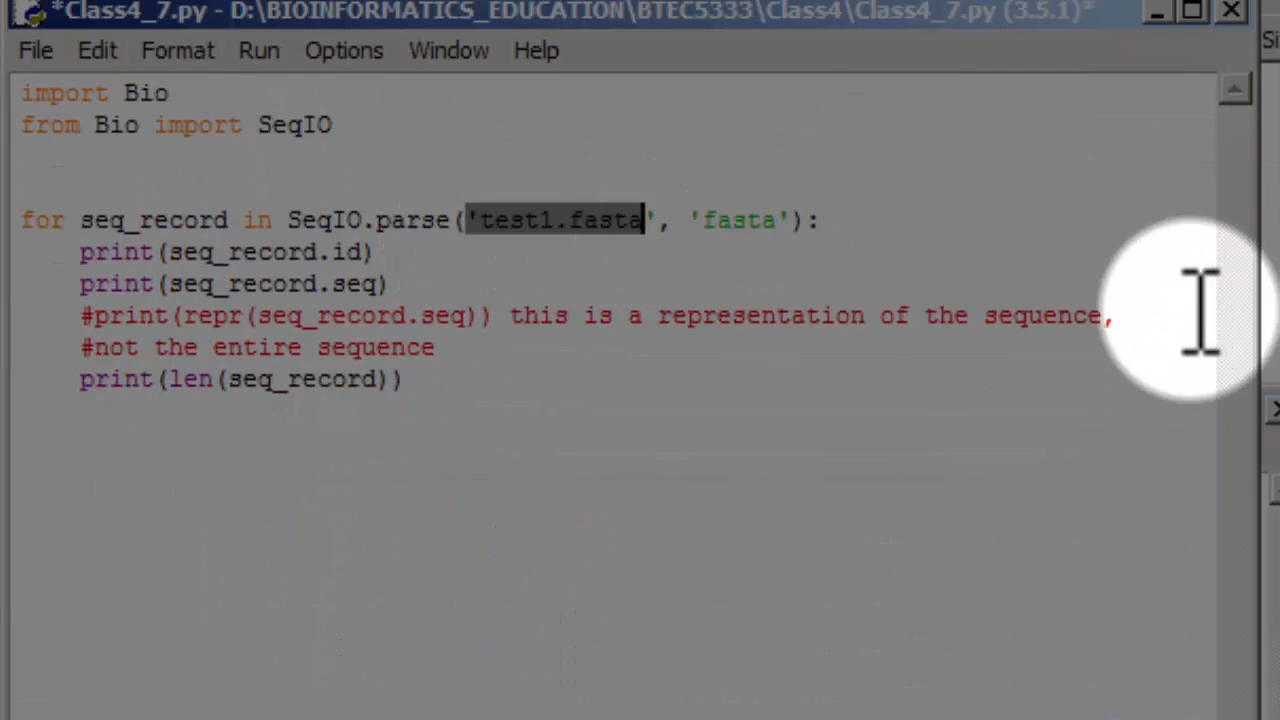 *Class4_7.py - D:\BIOINFORMATICS_EDUCATION\BTEC5333\Class4\Class4_7.py (3.5.1)*
File Edit Format Run Options Window Help
Si
import Bio
from Bio import SeqIO
for seq_record in SeqIO.parse('test1.fasta', 'fasta'):
print(seq_record.id)
print(seq_record.seq)
#print(repr(seq_record.seq)) this is a representation of the sequence,
#not the entire sequence
print(len(seq_record))